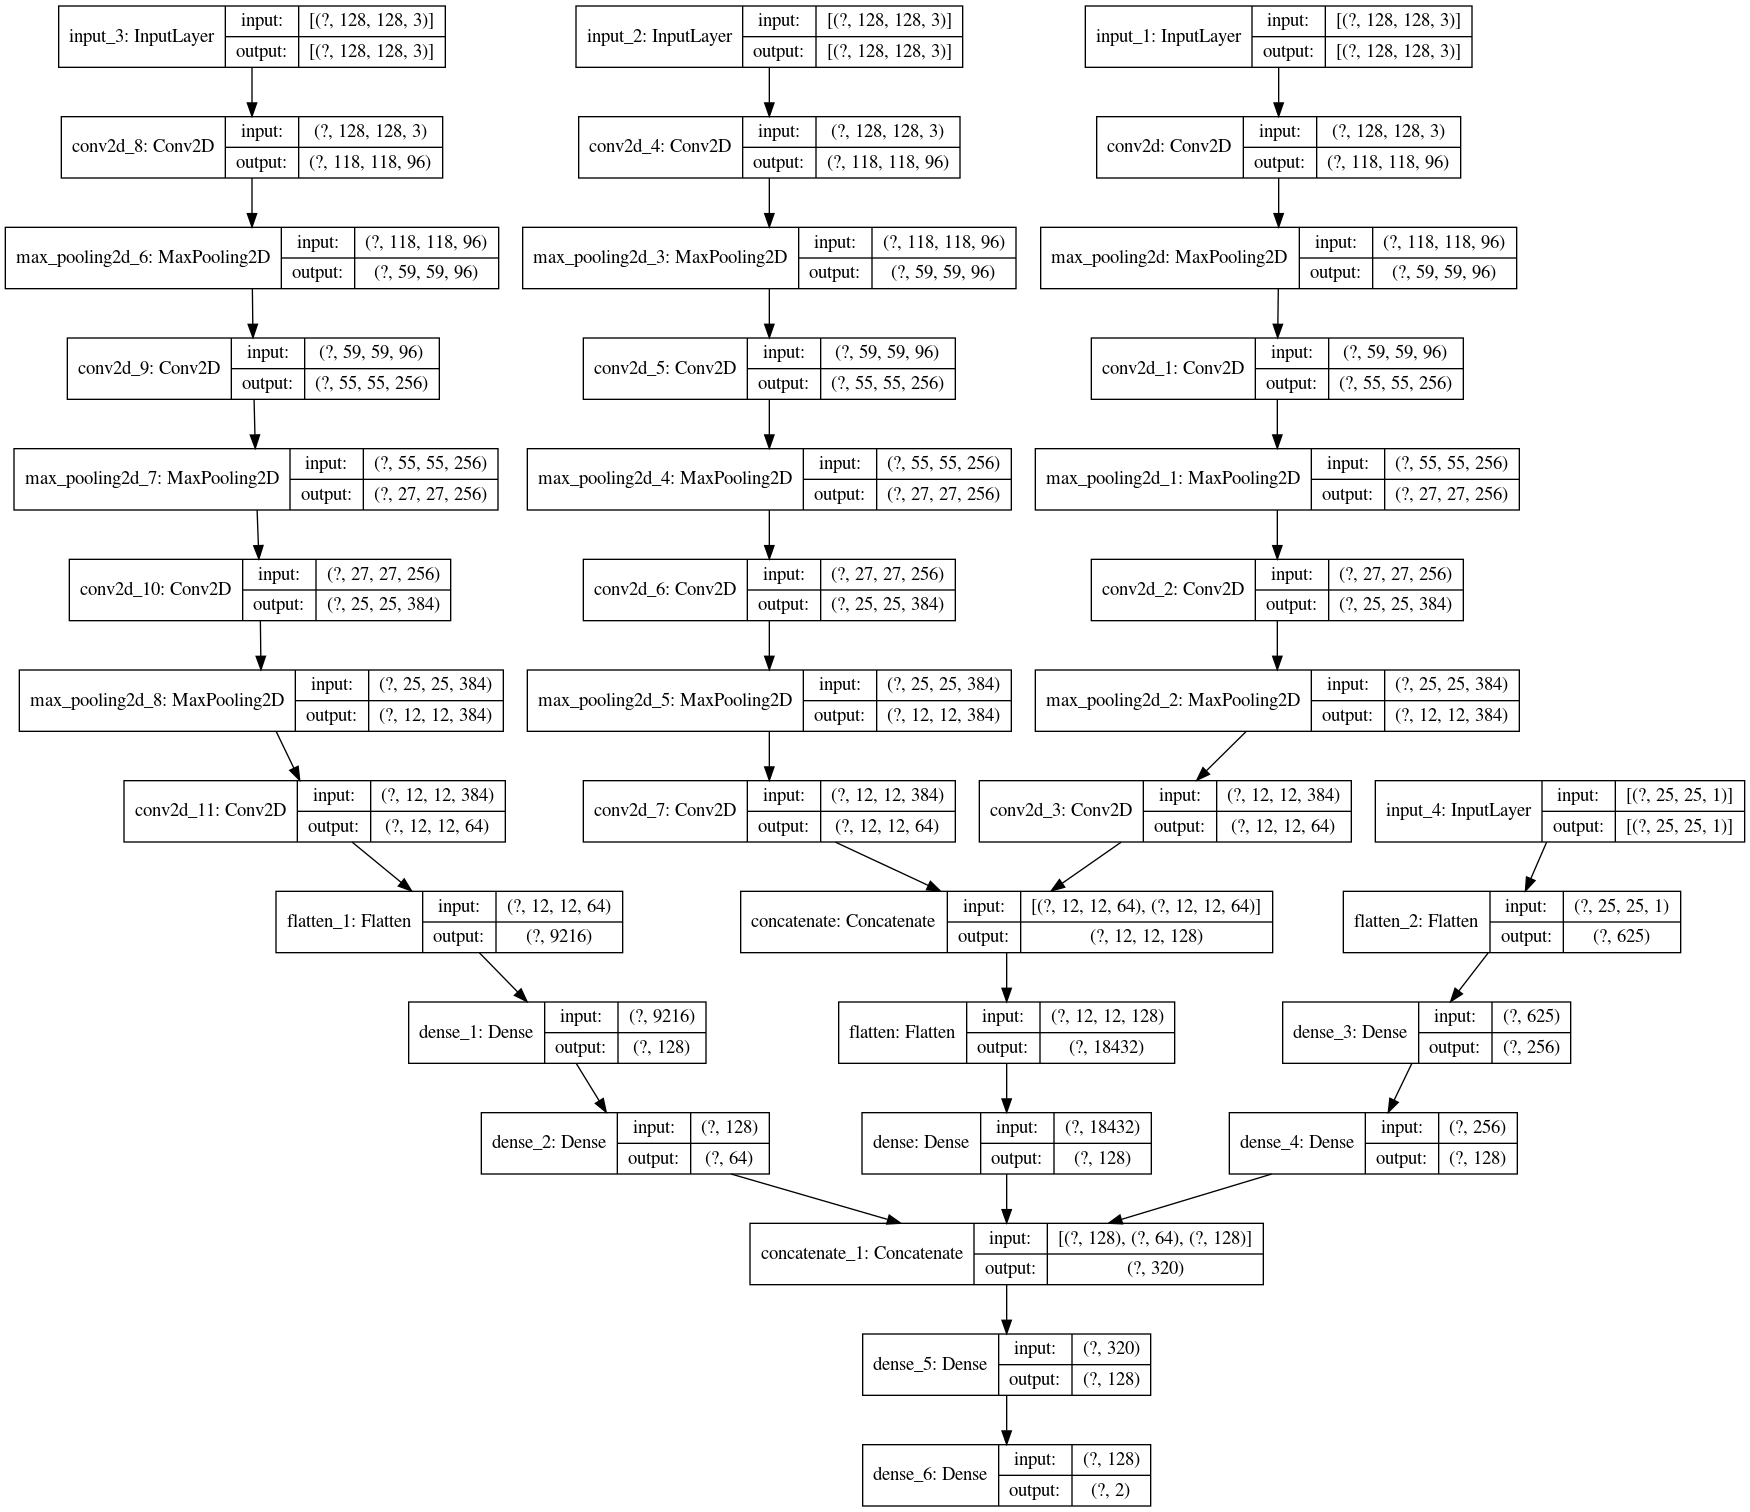 input_3: InputLayer input: [(?, 128, 128, 3)]
output: [(?, 128, 128, 3)]
input_2: InputLayer input: [(?, 128, 128, 3)]
output: [(?, 128, 128, 3)]
input_1: InputLayer input: [(?, 128, 128, 3)]
output: [(?, 128, 128, 3)]
conv2d_8: Conv2D input: (?, 128, 128, 3)
output: (?, 118, 118, 96)
conv2d_4: Conv2D input: (?, 128, 128, 3)
output: (?, 118, 118, 96)
conv2d: Conv2D input: (?, 128, 128, 3)
output: (?, 118, 118, 96)
max_pooling2d_6: MaxPooling2D input: (?, 118, 118, 96)
output: (?, 59, 59, 96)
max_pooling2d_3: MaxPooling2D input: (?, 118, 118, 96)
output: (?, 59, 59, 96)
max_pooling2d: MaxPooling2D input: (?, 118, 118, 96)
output: (?, 59, 59, 96)
conv2d_9: Conv2D input: (?, 59, 59, 96)
output: (?, 55, 55, 256)
conv2d_5: Conv2D input: (?, 59, 59, 96)
output: (?, 55, 55, 256)
conv2d_1: Conv2D input: (?, 59, 59, 96)
output: (?, 55, 55, 256)
max_pooling2d_7: MaxPooling2D input: (?, 55, 55, 256)
output: (?, 27, 27, 256)
max_pooling2d_4: MaxPooling2D input: (?, 55, 55, 256)
output: (?, 27, 27, 256)
max_pooling2d_1: MaxPooling2D input: (?, 55, 55, 256)
output: (?, 27, 27, 256)
conv2d_10: Conv2D input: (?, 27, 27, 256)
output: (?, 25, 25, 384)
conv2d_6: Conv2D input: (?, 27, 27, 256)
output: (?, 25, 25, 384)
conv2d_2: Conv2D input: (?, 27, 27, 256)
output: (?, 25, 25, 384)
max_pooling2d_8: MaxPooling2D input: (?, 25, 25, 384)
output: (?, 12, 12, 384)
max_pooling2d_5: MaxPooling2D input: (?, 25, 25, 384)
output: (?, 12, 12, 384)
max_pooling2d_2: MaxPooling2D input: (?, 25, 25, 384)
output: (?, 12, 12, 384)
conv2d_11: Conv2D input: (?, 12, 12, 384)
output: (?, 12, 12, 64)
conv2d_7: Conv2D input: (?, 12, 12, 384)
output: (?, 12, 12, 64)
conv2d_3: Conv2D input: (?, 12, 12, 384)
output: (?, 12, 12, 64)
input_4: InputLayer input: [(?, 25, 25, 1)]
output: [(?, 25, 25, 1)]
flatten_1: Flatten input: (?, 12, 12, 64)
output: (?, 9216)
concatenate: Concatenate input: [(?, 12, 12, 64), (?, 12, 12, 64)]
output: (?, 12, 12, 128)
flatten_2: Flatten input: (?, 25, 25, 1)
output: (?, 625)
dense_1: Dense input: (?, 9216)
output: (?, 128)
flatten: Flatten input: (?, 12, 12, 128)
output: (?, 18432)
dense_3: Dense input: (?, 625)
output: (?, 256)
dense_2: Dense input: (?, 128)
output: (?, 64)
dense: Dense input: (?, 18432)
output: (?, 128)
dense_4: Dense input: (?, 256)
output: (?, 128)
concatenate_1: Concatenate input: [(?, 128), (?, 64), (?, 128)]
output: (?, 320)
dense_5: Dense input: (?, 320)
output: (?, 128)
dense_6: Dense input: (?, 128)
output: (?, 2)